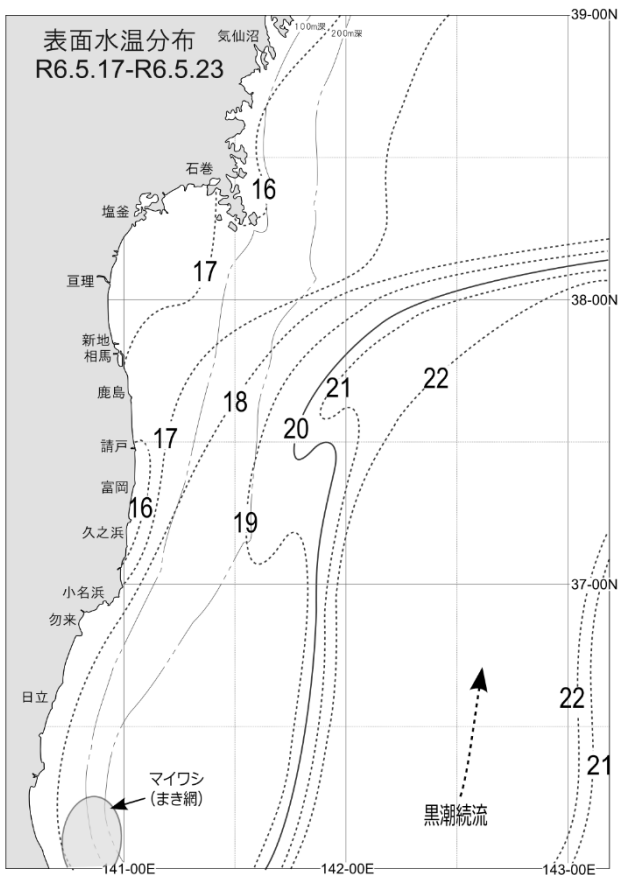 表面水温分布
R6.5.17-R6.5.23
気仙沼
100m深
200m深
39-00N
石巻
16
塩釜
17
亘理
38-00N
新地
相馬
鹿島
21
22
18
20
17
請戸
富岡
16
19
久之浜
37-00N
小名浜
勿来
日立
22
21
マイワシ
(まき網)
黒潮続流
141-00E
142-00E
143-00E